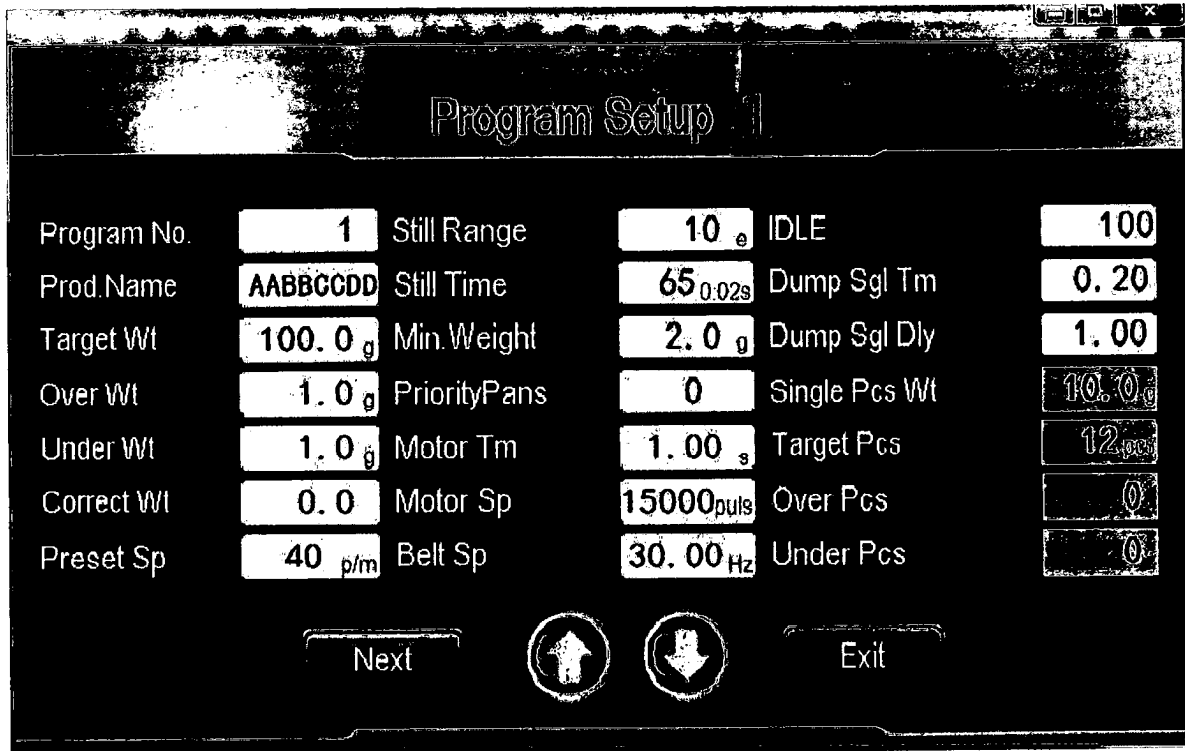 Program Setup 1
Program No. 1 Still Range 10 e IDLE 100
Prod.Name AABBCCDD Still Time 65 0.02s Dump Sgl Tm 0.20
Target Wt 100.0 g Min.Weight 2.0 g Dump Sgl Dly 1.00
Over Wt 1.0 g PriorityPans 0 Single Pcs Wt 10.0 g
Under Wt 1.0 g Motor Tm 1.00 s Target Pcs 12 pcs
Correct Wt 0.0 Motor Sp 15000 puls Over Pcs 0
Preset Sp 40 p/m Belt Sp 30.00 Hz Under Pcs 0
Next Exit